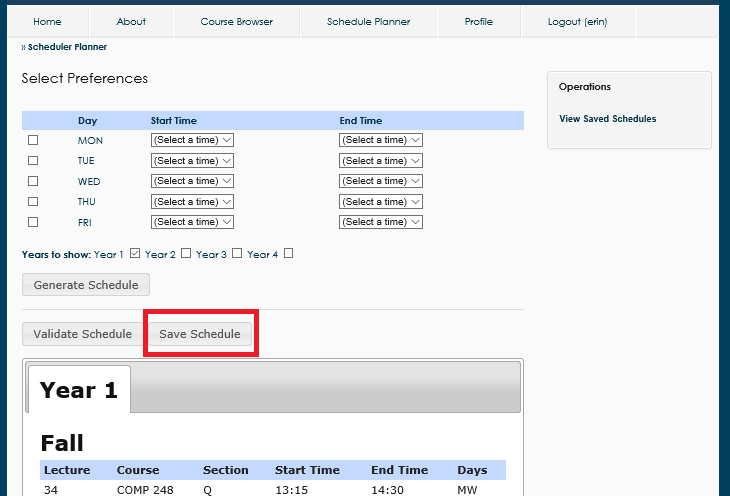 Home About Course Browser Schedule Planner Profile Logout (erin)
» Scheduler Planner
Select Preferences
Operations
View Saved Schedules
Day Start Time End Time
MON (Select a time) (Select a time)
TUE (Select a time) (Select a time)
WED (Select a time) (Select a time)
THU (Select a time) (Select a time)
FRI (Select a time) (Select a time)
Years to show: Year 1 Year 2 Year 3 Year 4
Generate Schedule
Validate Schedule Save Schedule
Year 1
Fall
Lecture Course Section Start Time End Time Days
34 COMP 248 Q 13:15 14:30 MW